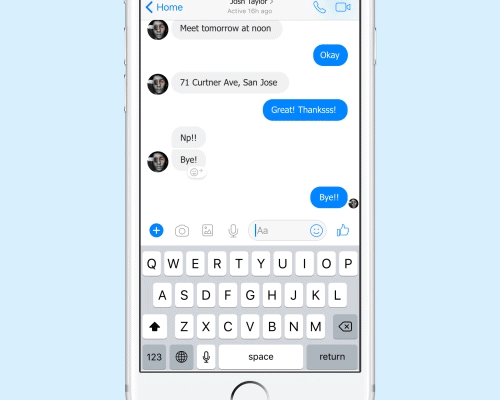 Home
Josh Taylor
Active 16h ago
Meet tomorrow at noon
Okay
71 Curtner Ave, San Jose
Great! Thanksss!
Np!!
Bye!
Bye!!
Aa
Q W E R T Y U I O P
A S D F G H J K L
Z X C V B N M
123 space return